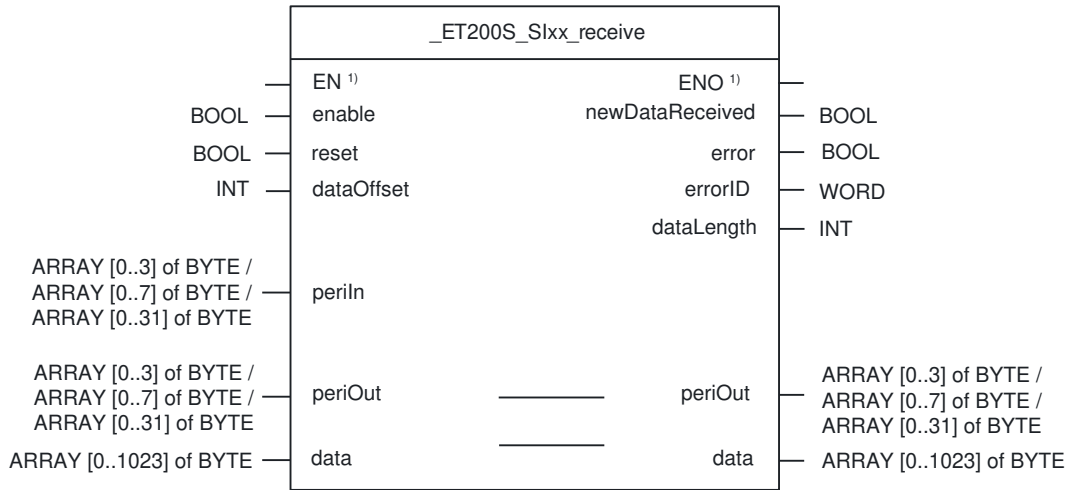 _ET200S_SIxx_receive
EN 1) ENO 1)
BOOL enable newDataReceived BOOL
BOOL reset error BOOL
INT dataOffset errorID WORD
dataLength INT
ARRAY [0..3] of BYTE /
ARRAY [0..7] of BYTE / periIn
ARRAY [0..31] of BYTE
ARRAY [0..3] of BYTE / ARRAY [0..3] of BYTE /
ARRAY [0..7] of BYTE / periOut periOut ARRAY [0..7] of BYTE /
ARRAY [0..31] of BYTE ARRAY [0..31] of BYTE
ARRAY [0..1023] of BYTE data data ARRAY [0..1023] of BYTE